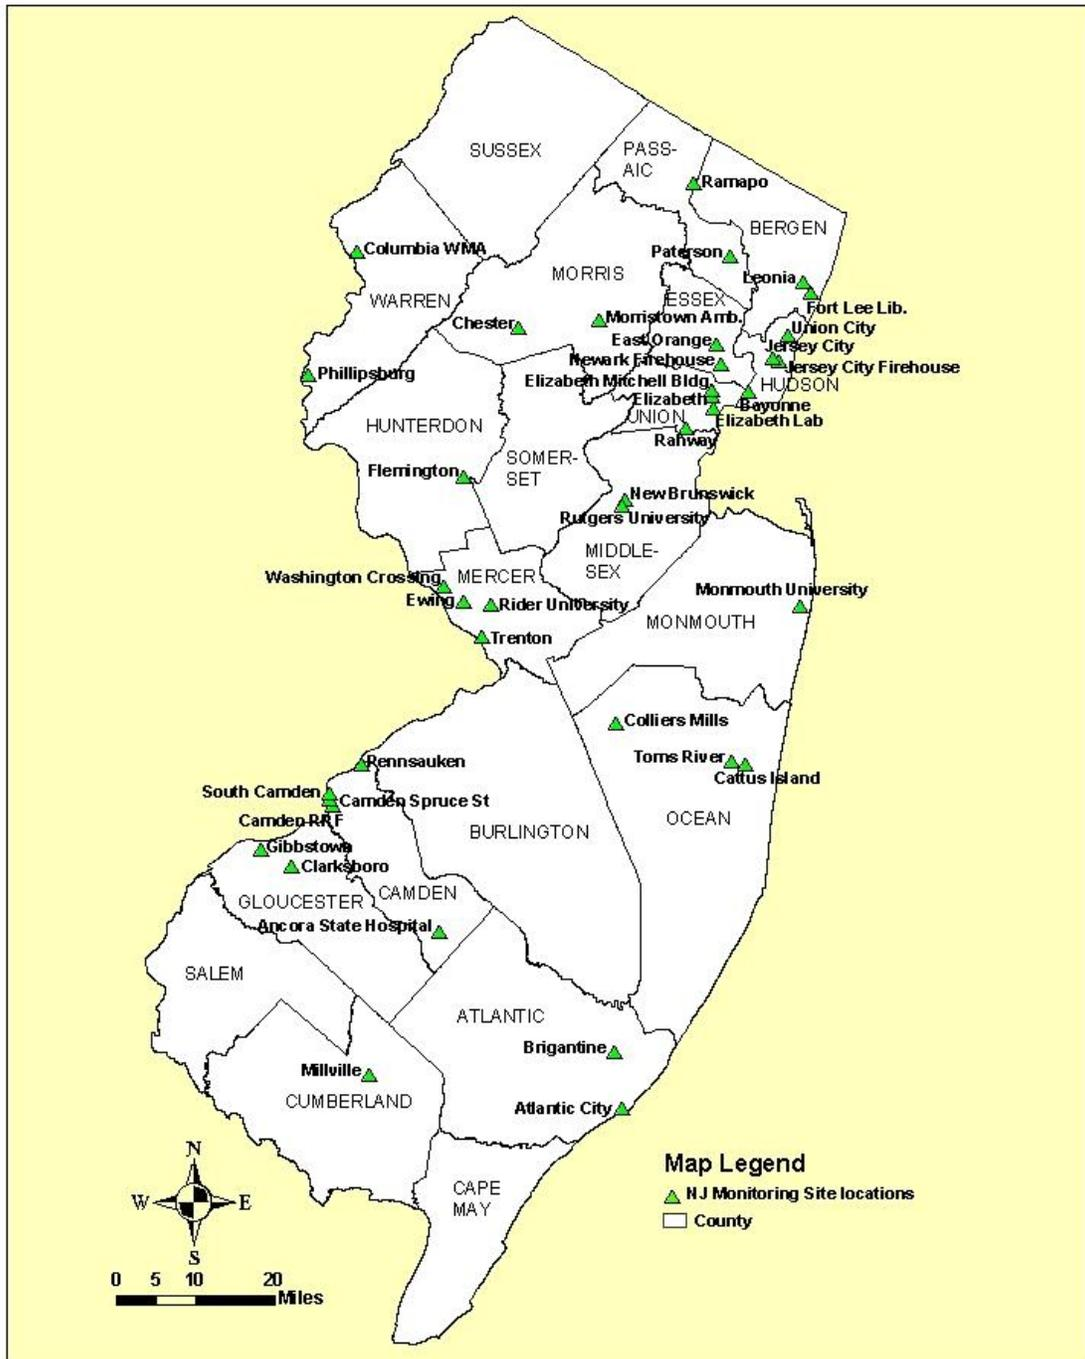 SUSSEX
PASS-
AIC
Ramapo
BERGEN
Columbia WMA
Paterson
MORRIS
Leonia
WARREN
ESSEX
Fort Lee Lib.
Chester
Morristown Amb.
Union City
East Orange
Jersey City
Newark Firehouse
Jersey City Firehouse
Phillipsburg
Elizabeth Mitchell Bldg
HUDSON
Elizabeth
Bayonne
UNION
Elizabeth Lab
HUNTERDON
Rahway
SOMER-
SET
Flemington
New Brunswick
Rutgers University
MIDDLE-
SEX
Washington Crossing
MERCER
Monmouth University
Ewing
Rider University
MONMOUTH
Trenton
Colliers Mills
Toms River
Cattus Island
Pennsauken
South Camden
Camden Spruce St
Camden RRF
OCEAN
BURLINGTON
Gibbstown
Clarksboro
CAMDEN
GLOUCESTER
Ancora State Hospital
SALEM
ATLANTIC
Brigantine
Millville
CUMBERLAND
Atlantic City
N
W E
S
CAPE
MAY
Map Legend
NJ Monitoring Site locations
County
0 5 10 20
Miles